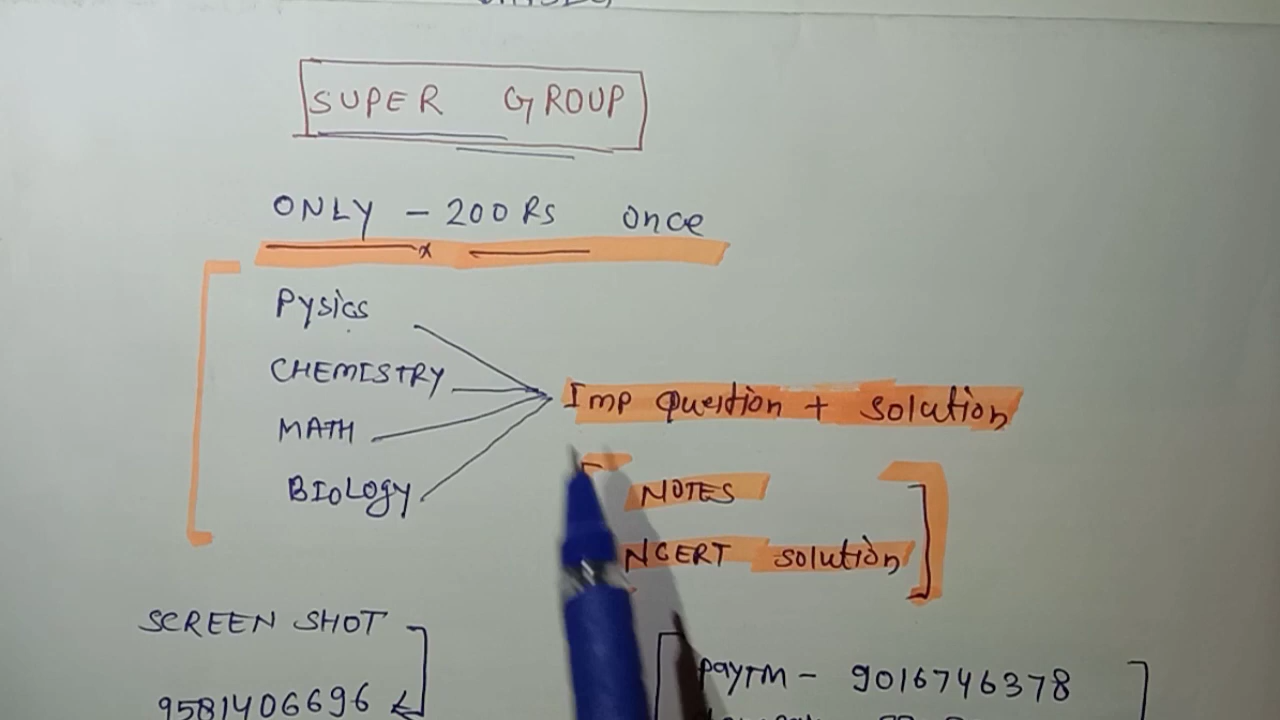 SUPER GROUP
ONLY - 200 RS once
Pysics
CHEMISTRY
MATH
BIOLOgy
Imp question + solution
NOTES
NCERT solution
SCREEN SHOT
9581406696
PayTM - 9016746378